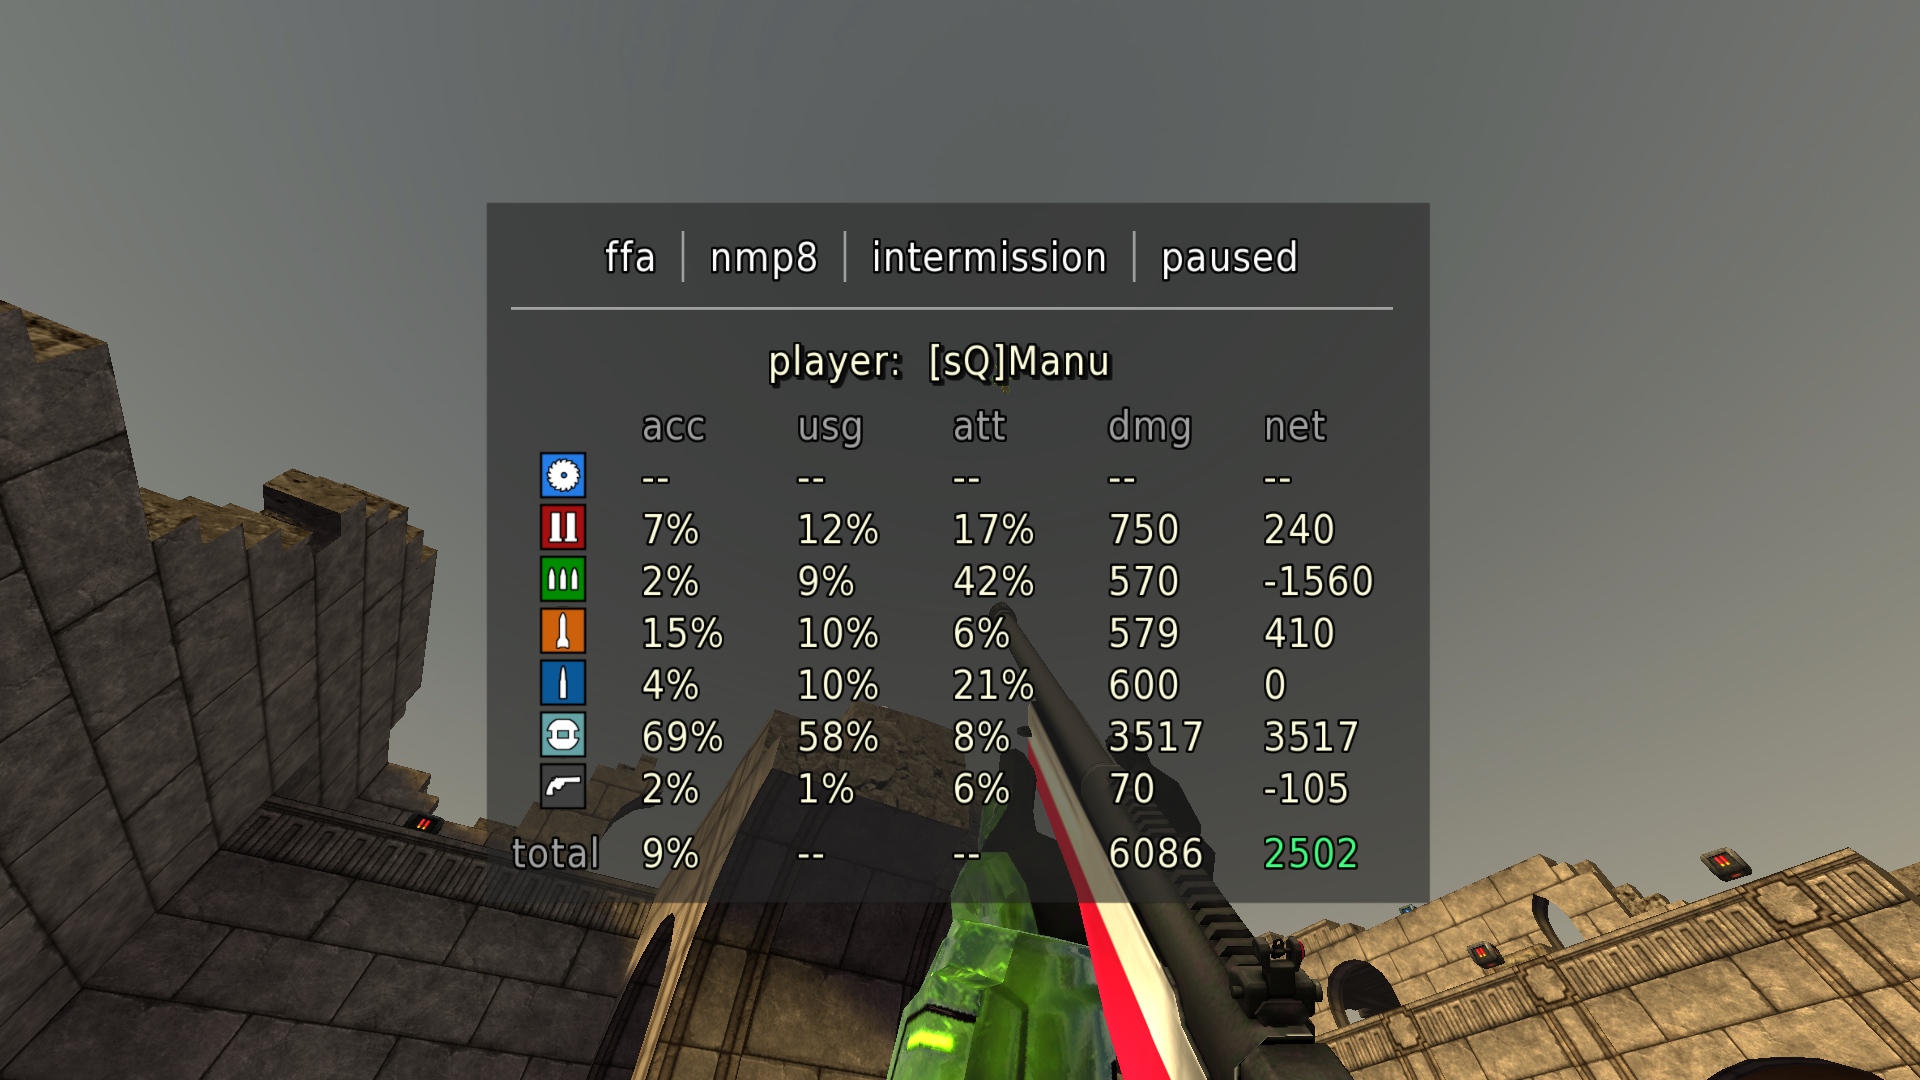 ffa | nmp8 | intermission | paused
player: [sQ]Manu
acc usg att dmg net
-- -- -- -- --
7% 12% 17% 750 240
2% 9% 42% 570 -1560
15% 10% 6% 579 410
4% 10% 21% 600 0
69% 58% 8% 3517 3517
2% 1% 6% 70 -105
total 9% -- -- 6086 2502